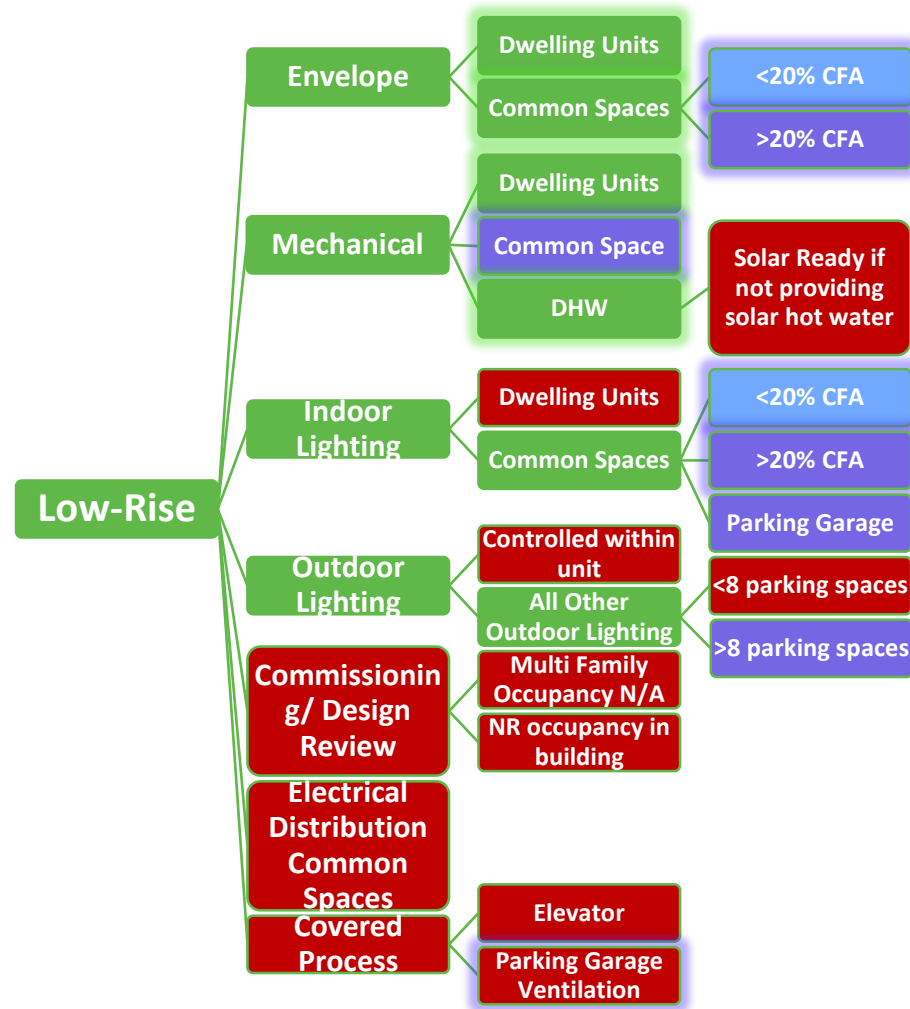 Low-Rise
Envelope
Dwelling Units
Common Spaces
<20% CFA
>20% CFA
Mechanical
Dwelling Units
Common Space
DHW
Solar Ready if
not providing
solar hot water
Indoor
Lighting
Dwelling Units
Common Spaces
<20% CFA
>20% CFA
Parking Garage
Outdoor
Lighting
Controlled within
unit
All Other
Outdoor Lighting
<8 parking spaces
>8 parking spaces
Commissionin
g/ Design
Review
Multi Family
Occupancy N/A
NR occupancy in
building
Electrical
Distribution
Common
Spaces
Covered
Process
Elevator
Parking Garage
Ventilation